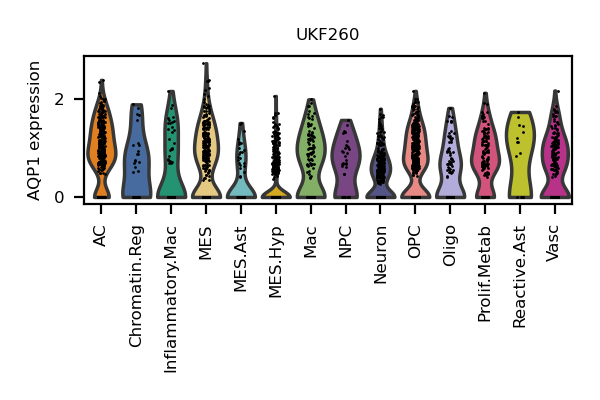 UKF260
AQP1 expression
2
0
AC
Chromatin.Reg
Inflammatory.Mac
MES
MES.Ast
MES.Hyp
Mac
NPC
Neuron
OPC
Oligo
Prolif.Metab
Reactive.Ast
Vasc